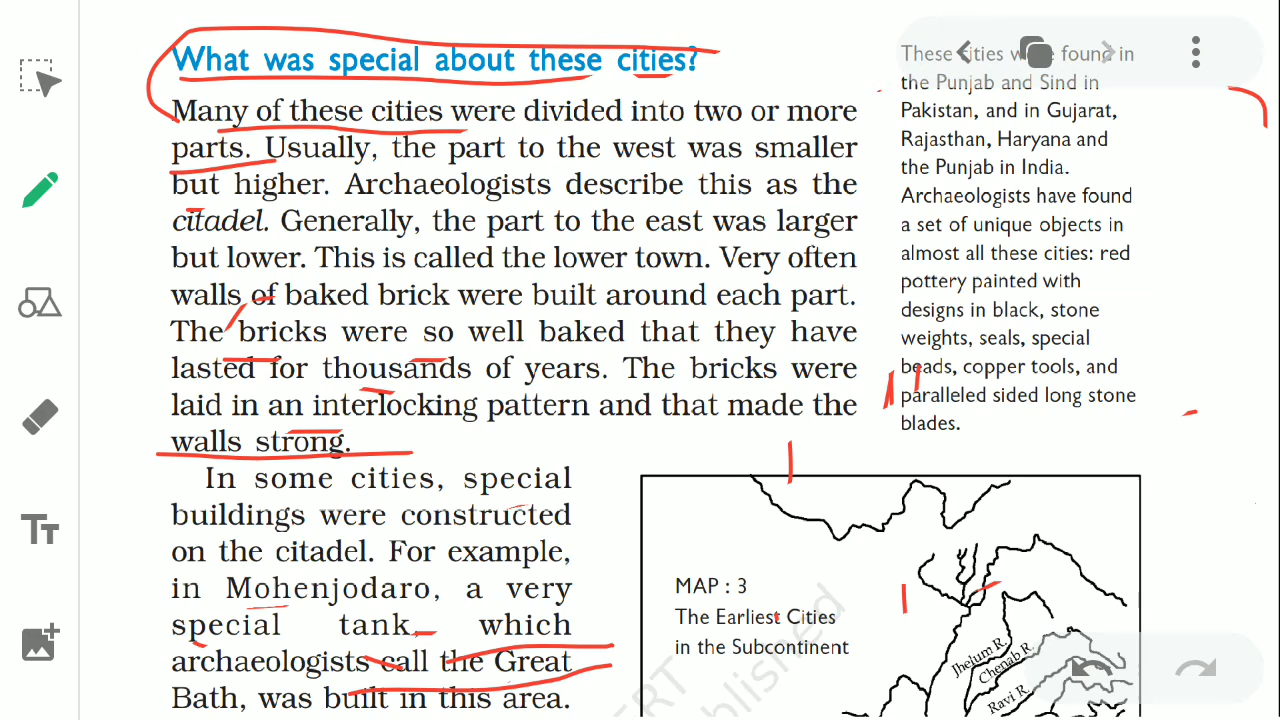 What was special about these cities?
Many of these cities were divided into two or more
parts. Usually, the part to the west was smaller
but higher. Archaeologists describe this as the
citadel. Generally, the part to the east was larger
but lower. This is called the lower town. Very often
walls of baked brick were built around each part.
The bricks were so well baked that they have
lasted for thousands of years. The bricks were
laid in an interlocking pattern and that made the
walls strong.
In some cities, special
buildings were constructed
on the citadel. For example,
in Mohenjodaro, a very
special tank, which
archaeologists call the Great
Bath, was built in this area.
These cities were found in
the Punjab and Sind in
Pakistan, and in Gujarat,
Rajasthan, Haryana and
the Punjab in India.
Archaeologists have found
a set of unique objects in
almost all these cities: red
pottery painted with
designs in black, stone
weights, seals, special
beads, copper tools, and
paralleled sided long stone
blades.
MAP : 3
The Earliest Cities
in the Subcontinent
Jhelum R.
Chenab R.
Ravi R.
TT